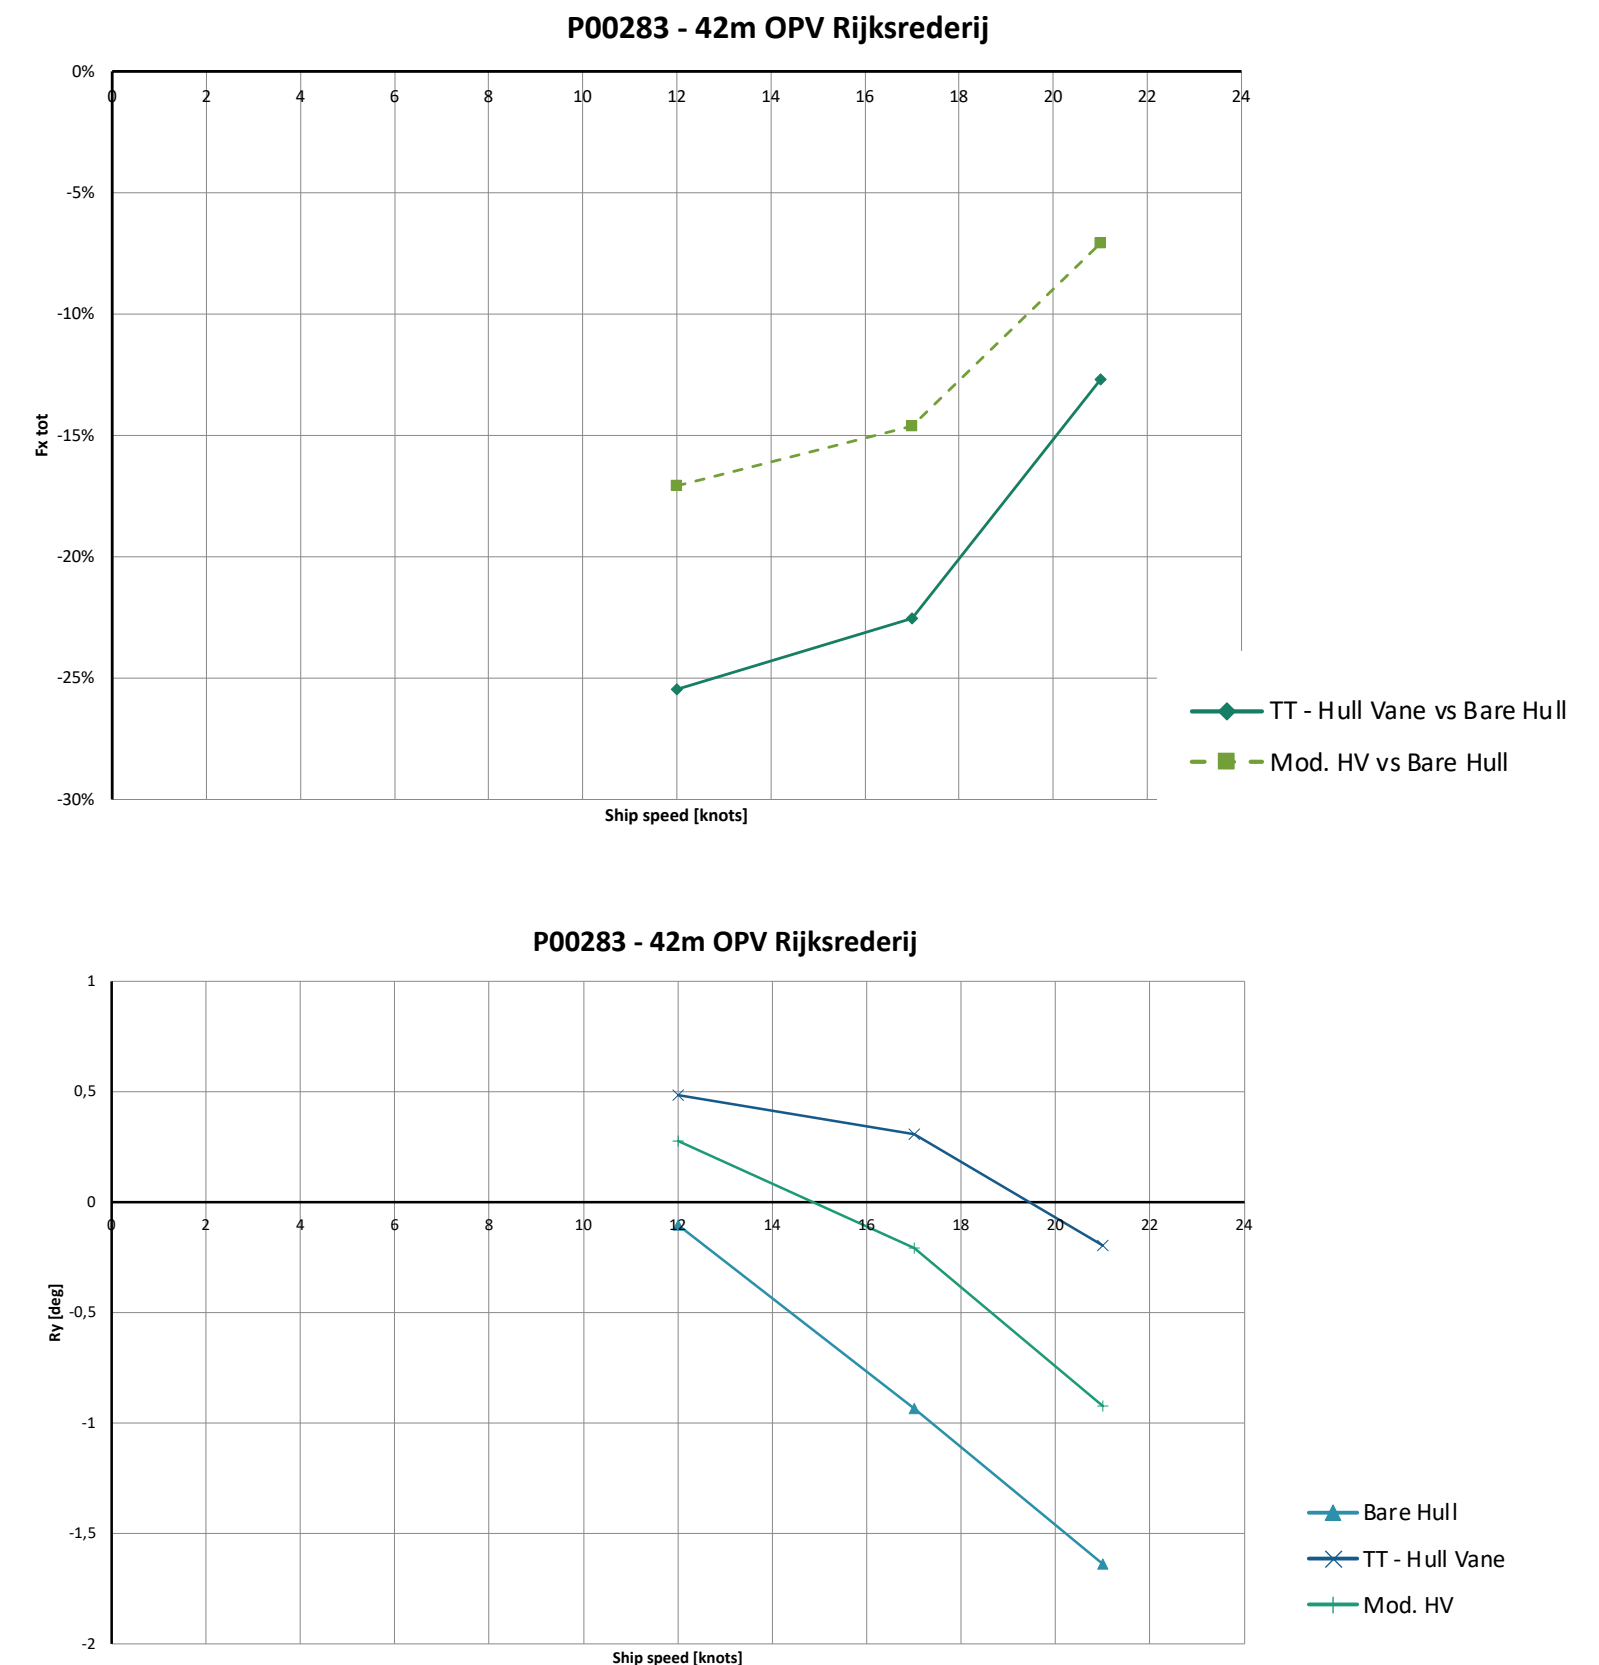 P00283 - 42m OPV Rijksrederij
0%
0 2 4 6 8 10 12 14 16 18 20 22 24
-5%
-10%
Fx tot
-15%
-20%
-25%
-30%
TT - Hull Vane vs Bare Hull
Mod. HV vs Bare Hull
Ship speed [knots]
P00283 - 42m OPV Rijksrederij
1
0,5
0
0 2 4 6 8 10 12 14 16 18 20 22 24
Ry [deg]
-0,5
-1
-1,5
-2
Bare Hull
TT - Hull Vane
Mod. HV
Ship speed [knots]